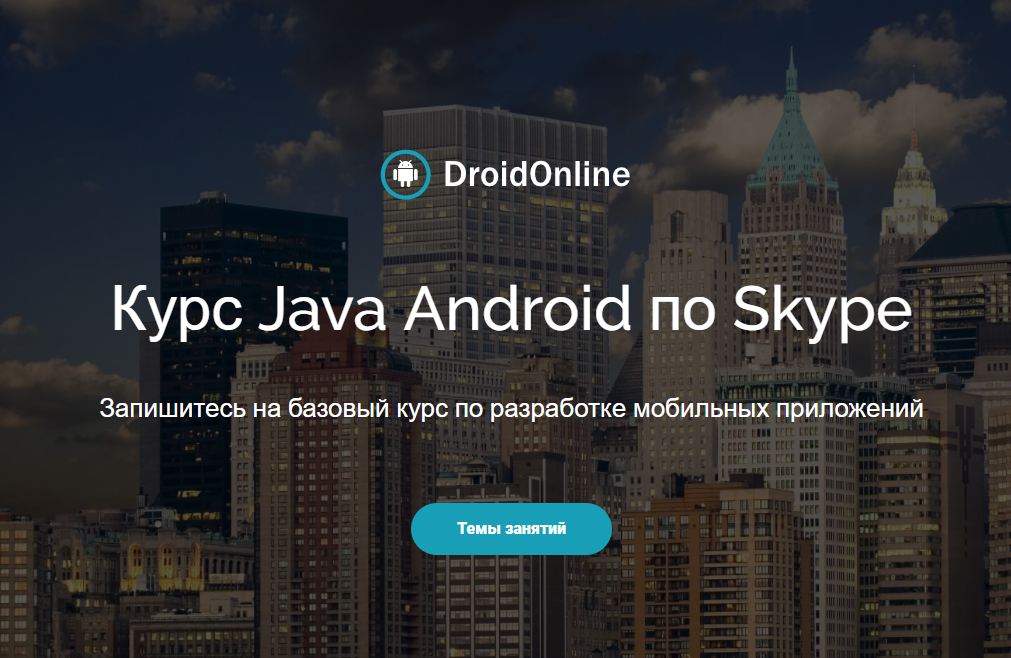 DroidOnline
Курс Java Android по Skype
Запишитесь на базовый курс по разработке мобильных приложений
Темы занятий